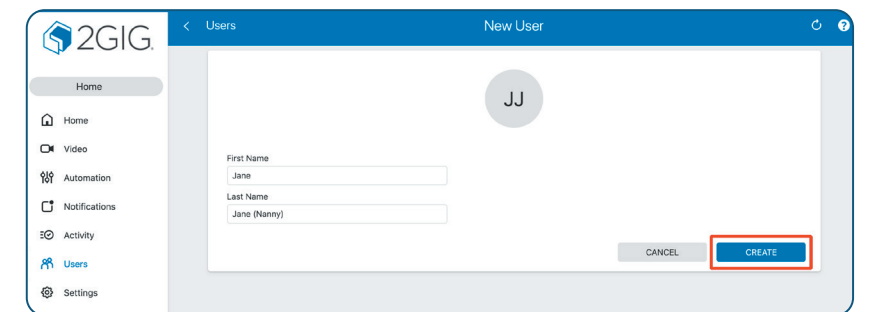 2GIG.
Home
Home
Video
Automation
Notifications
Activity
Users
Settings
< Users
New User
?
JJ
First Name
Jane
Last Name
Jane (Nanny)
CANCEL
CREATE